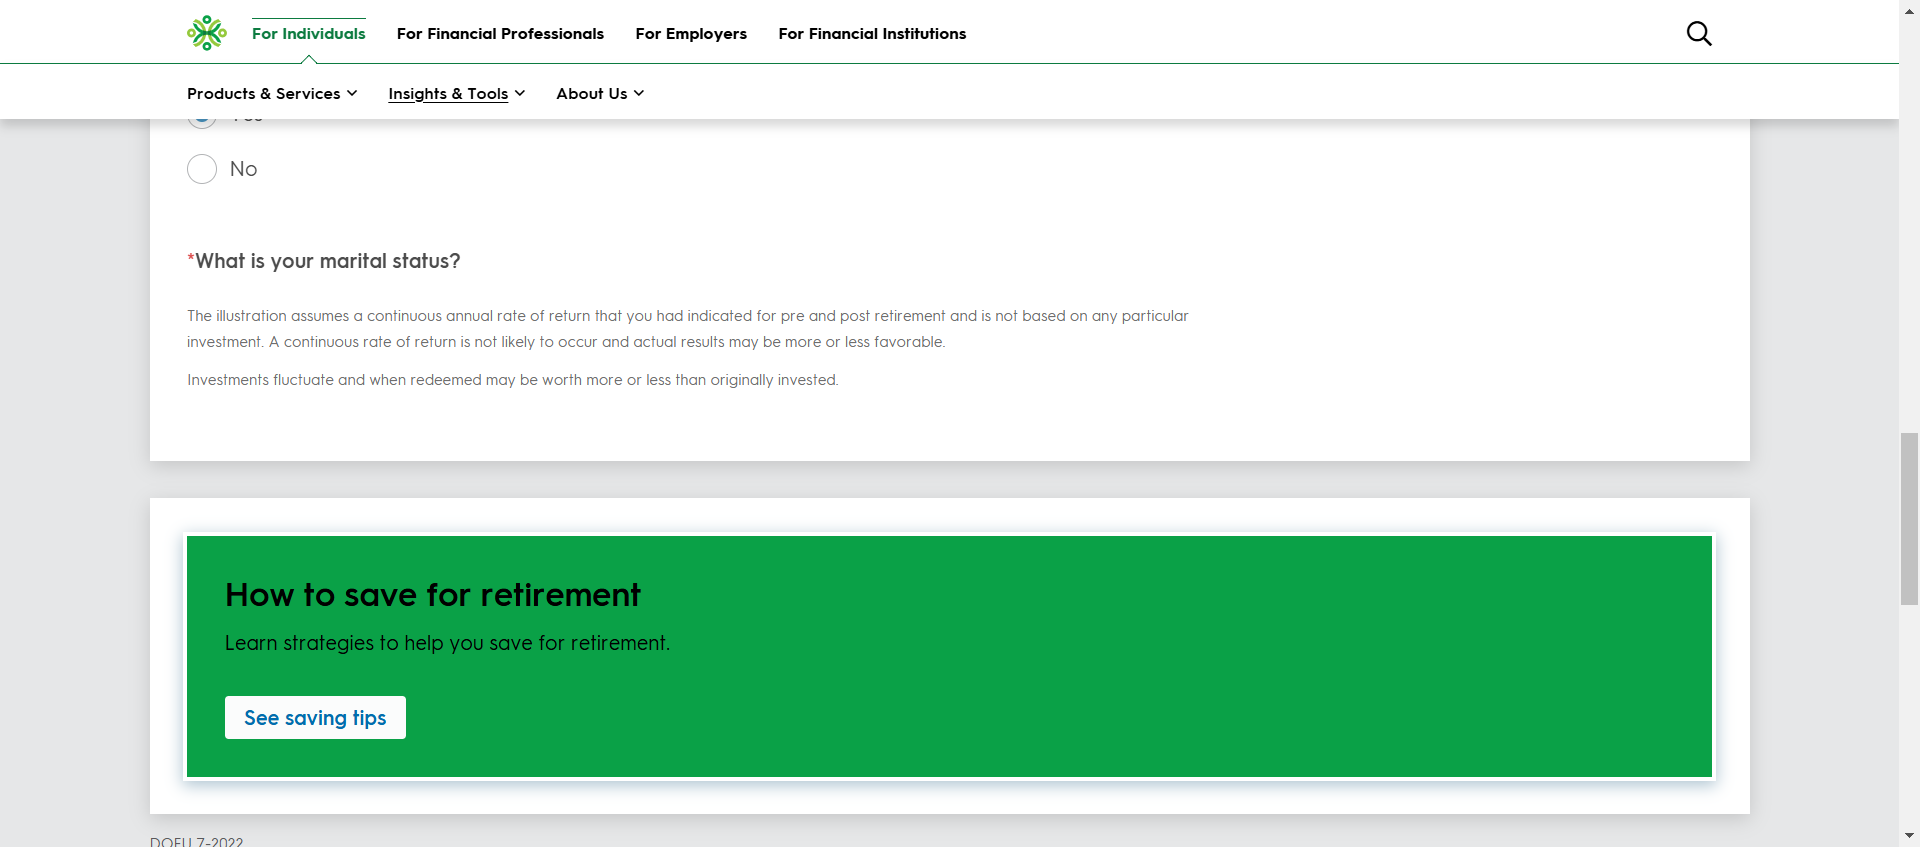 For Individuals For Financial Professionals For Employers For Financial Institutions
Products & Services Insights & Tools About Us
Yes
No
*What is your marital status?
The illustration assumes a continuous annual rate of return that you had indicated for pre and post retirement and is not based on any particular
investment. A continuous rate of return is not likely to occur and actual results may be more or less favorable.
Investments fluctuate and when redeemed may be worth more or less than originally invested.
How to save for retirement
Learn strategies to help you save for retirement.
See saving tips
DOFU 7-2022